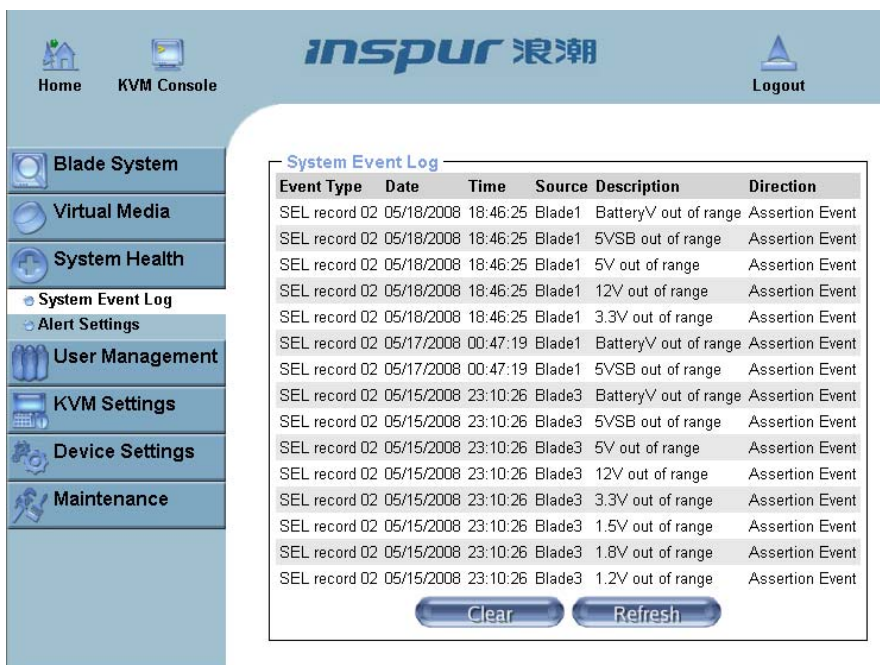 inspur 浪潮
Home
KVM Console
Logout
Blade System
Virtual Media
System Health
System Event Log
Alert Settings
User Management
KVM Settings
Device Settings
Maintenance
System Event Log
Event Type Date Time Source Description Direction
SEL record 02 05/18/2008 18:46:25 Blade1 BatteryV out of range Assertion Event
SEL record 02 05/18/2008 18:46:25 Blade1 5VSB out of range Assertion Event
SEL record 02 05/18/2008 18:46:25 Blade1 5V out of range Assertion Event
SEL record 02 05/18/2008 18:46:25 Blade1 12V out of range Assertion Event
SEL record 02 05/18/2008 18:46:25 Blade1 3.3V out of range Assertion Event
SEL record 02 05/17/2008 00:47:19 Blade1 BatteryV out of range Assertion Event
SEL record 02 05/17/2008 00:47:19 Blade1 5VSB out of range Assertion Event
SEL record 02 05/15/2008 23:10:26 Blade3 BatteryV out of range Assertion Event
SEL record 02 05/15/2008 23:10:26 Blade3 5VSB out of range Assertion Event
SEL record 02 05/15/2008 23:10:26 Blade3 5V out of range Assertion Event
SEL record 02 05/15/2008 23:10:26 Blade3 12V out of range Assertion Event
SEL record 02 05/15/2008 23:10:26 Blade3 3.3V out of range Assertion Event
SEL record 02 05/15/2008 23:10:26 Blade3 1.5V out of range Assertion Event
SEL record 02 05/15/2008 23:10:26 Blade3 1.8V out of range Assertion Event
SEL record 02 05/15/2008 23:10:26 Blade3 1.2V out of range Assertion Event
Clear
Refresh